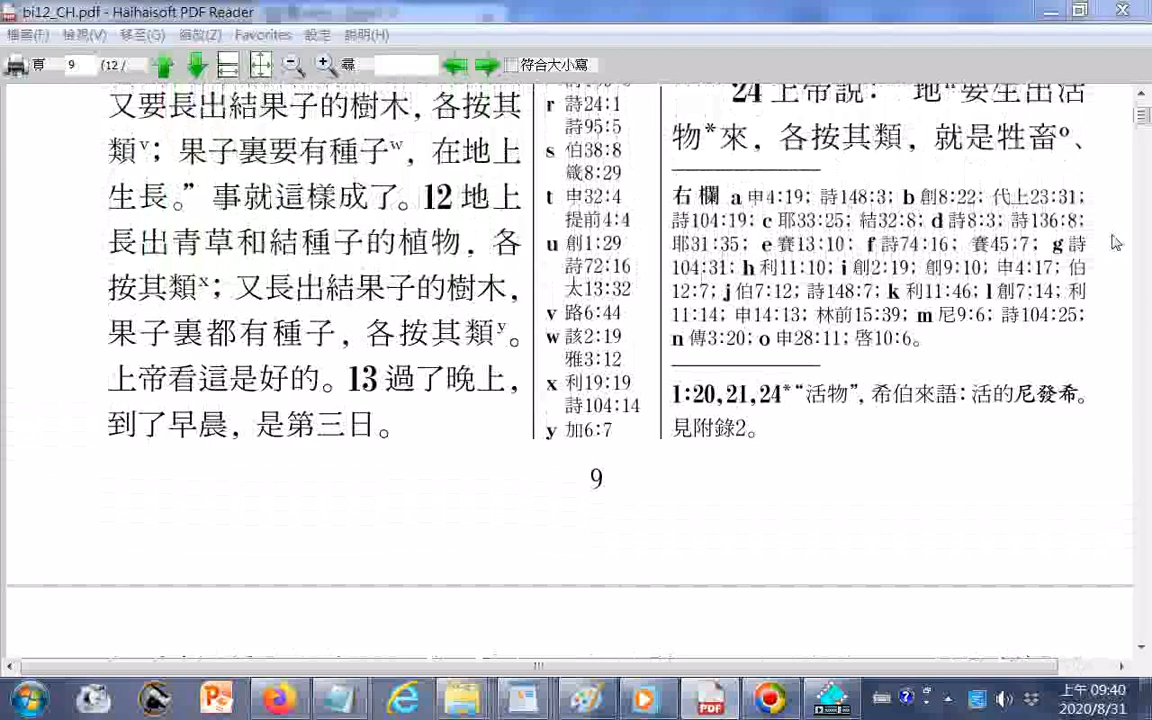 bi12_CH.pdf - Haihaisoft PDF Reader
檔案(F) 檢視(V) 移至(G) 縮放(Z) Favorites 設定 說明(H)
頁 9 (12 / 尋 符合大小寫
又要長出結果子的樹木，各按其
類v；果子裏要有種子w，在地上
生長。”事就這樣成了。12 地上
長出青草和結種子的植物，各
按其類x；又長出結果子的樹木，
果子裏都有種子，各按其類y。
上帝看這是好的。13 過了晚上，
到了早晨，是第三日。
r 詩24:1
詩95:5
s 伯38:8
箴8:29
t 申32:4
提前4:4
u 創1:29
詩72:16
太13:32
v 路6:44
w 該2:19
雅3:12
x 利19:19
詩104:14
y 加6:7
24 上帝說：“地n要生出活
物*來，各按其類，就是牲畜o、
右欄 a 申4:19；詩148:3；b 創8:22；代上23:31；
詩104:19；c 耶33:25；結32:8；d 詩8:3；詩136:8；
耶31:35；e 賽13:10；f 詩74:16；賽45:7；g 詩
104:31；h 利11:10；i 創2:19；創9:10；申4:17；伯
12:7；j 伯7:12；詩148:7；k 利11:46；l 創7:14；利
11:14；申14:13；林前15:39；m 尼9:6；詩104:25；
n 傳3:20；o 申28:11；啓10:6。
1:20,21,24* “活物”，希伯來語：活的尼發希。
見附錄2。
9
上午 09:40
2020/8/31